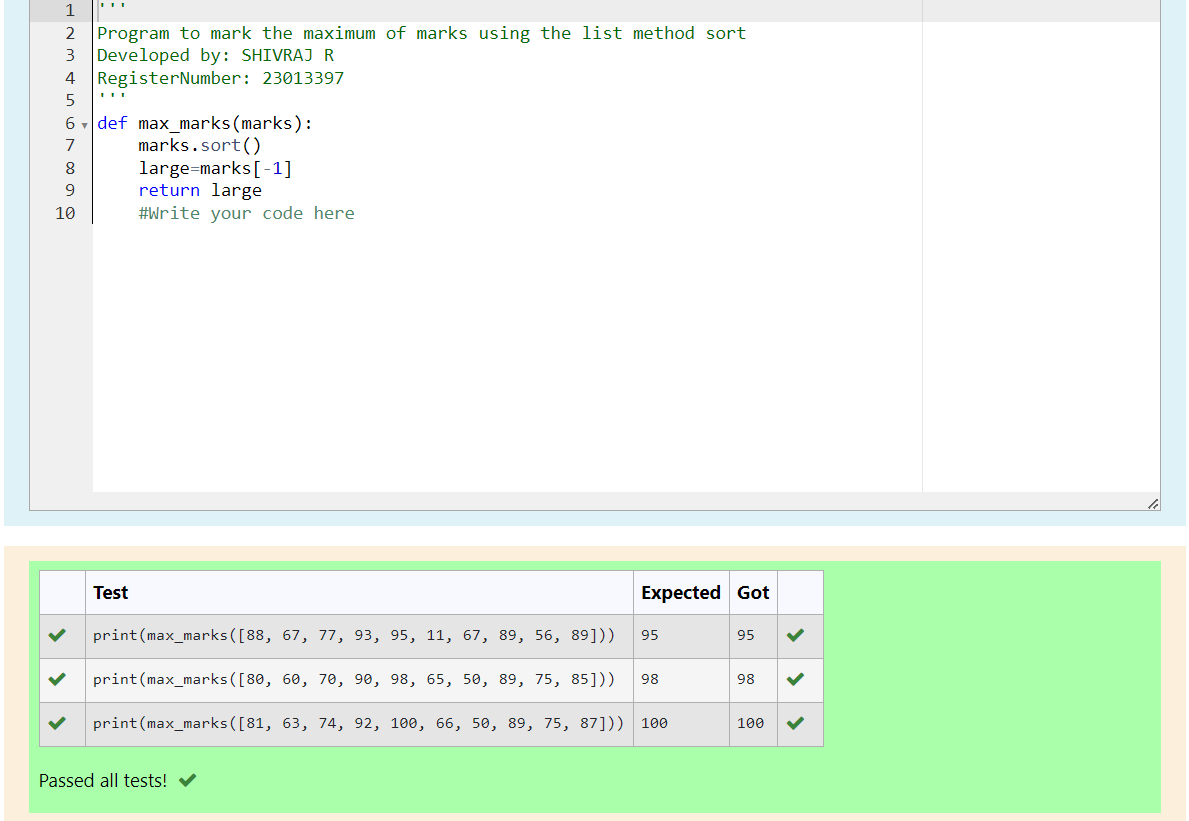 1 '''
2 Program to mark the maximum of marks using the list method sort
3 Developed by: SHIVRAJ R
4 RegisterNumber: 23013397
5 '''
6 def max_marks(marks):
7     marks.sort()
8     large=marks[-1]
9     return large
10     #Write your code here
Test Expected Got
print(max_marks([88, 67, 77, 93, 95, 11, 67, 89, 56, 89])) 95 95
print(max_marks([80, 60, 70, 90, 98, 65, 50, 89, 75, 85])) 98 98
print(max_marks([81, 63, 74, 92, 100, 66, 50, 89, 75, 87])) 100 100
Passed all tests!